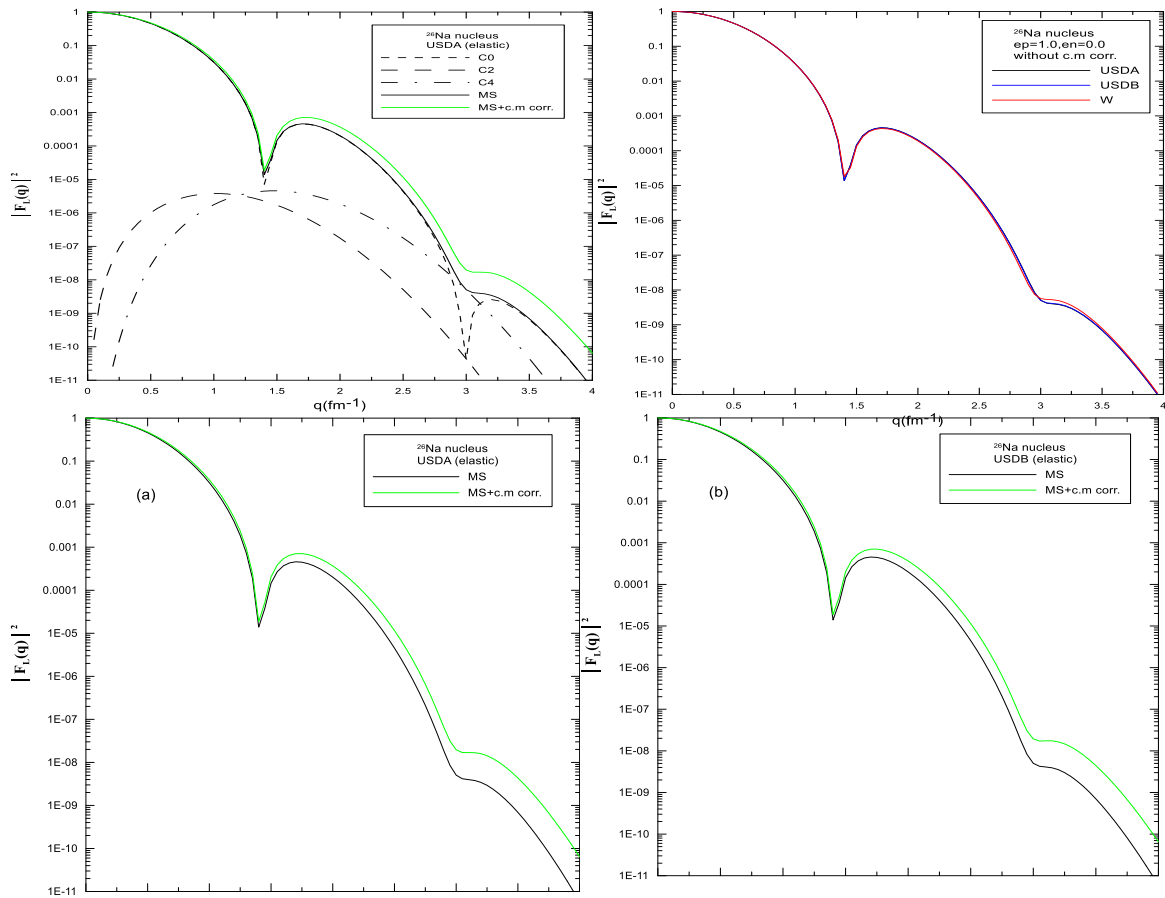 1
0.1
0.01
0.001
0.0001
1E-05
1E-06
1E-07
1E-08
1E-09
1E-10
1E-11
|F_L(q)|²
²⁶Na nucleus
USDA (elastic)
C0
C2
C4
MS
MS+c.m corr.
0 0.5 1 1.5 2 2.5 3 3.5 4
q(fm-1)
1
0.1
0.01
0.001
0.0001
1E-05
1E-06
1E-07
1E-08
1E-09
1E-10
1E-11
|F_L(q)|²
²⁶Na nucleus
ep=1.0,en=0.0
without c.m corr.
USDA
USDB
W
0 0.5 1 1.5 2 2.5 3 3.5 4
q(fm-1)
1
0.1
0.01
0.001
0.0001
1E-05
1E-06
1E-07
1E-08
1E-09
1E-10
1E-11
|F_L(q)|²
²⁶Na nucleus
USDA (elastic)
MS
MS+c.m corr.
(a)
1
0.1
0.01
0.001
0.0001
1E-05
1E-06
1E-07
1E-08
1E-09
1E-10
1E-11
|F_L(q)|²
²⁶Na nucleus
USDB (elastic)
MS
MS+c.m corr.
(b)